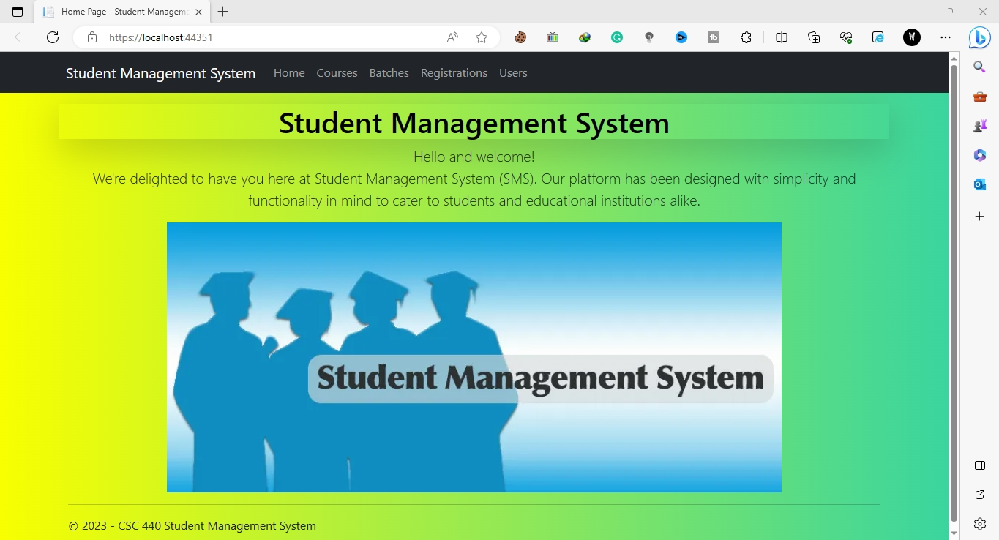 Home Page - Student Managem
https://localhost:44351
Student Management System Home Courses Batches Registrations Users
Student Management System
Hello and welcome!
We're delighted to have you here at Student Management System (SMS). Our platform has been designed with simplicity and
functionality in mind to cater to students and educational institutions alike.
Student Management System
© 2023 - CSC 440 Student Management System